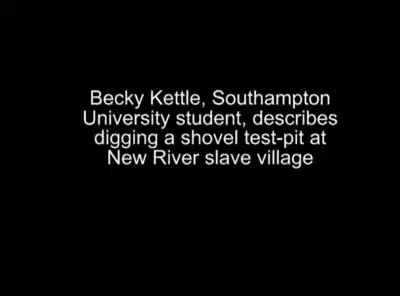 Becky Kettle, Southampton
University student, describes
digging a shovel test-pit at
New River slave village